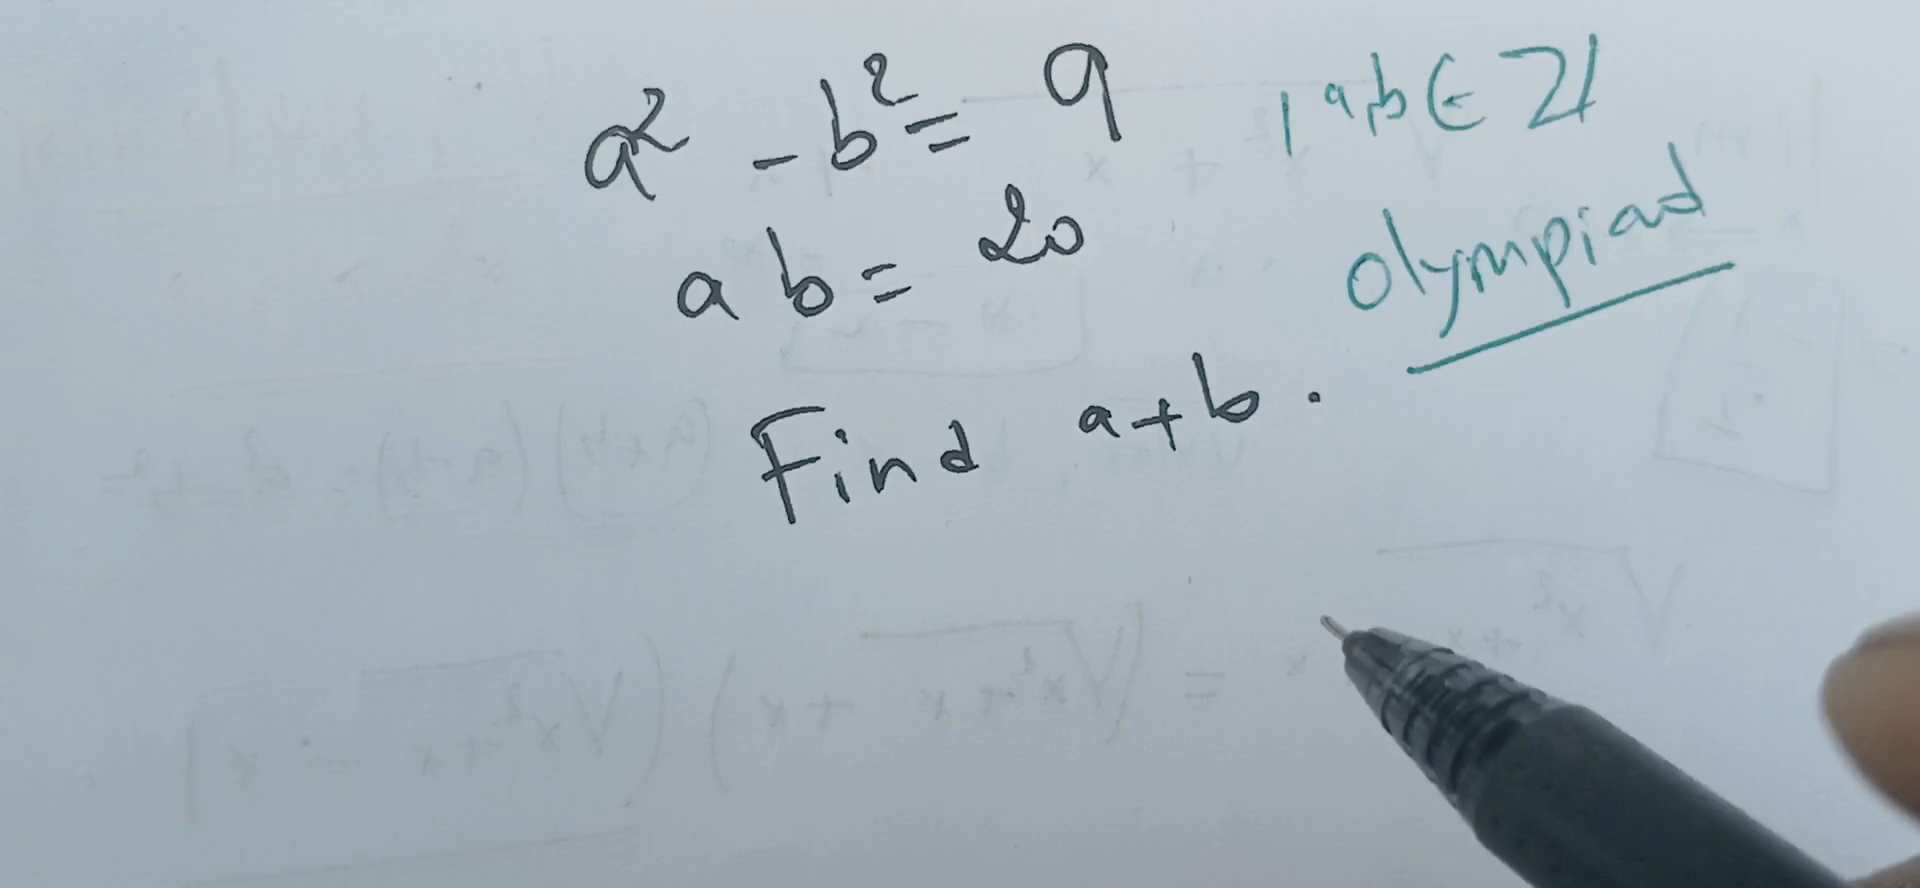 a² - b² = 9 | a,b ∈ ℤ
ab = 20
olympiad
Find a+b.